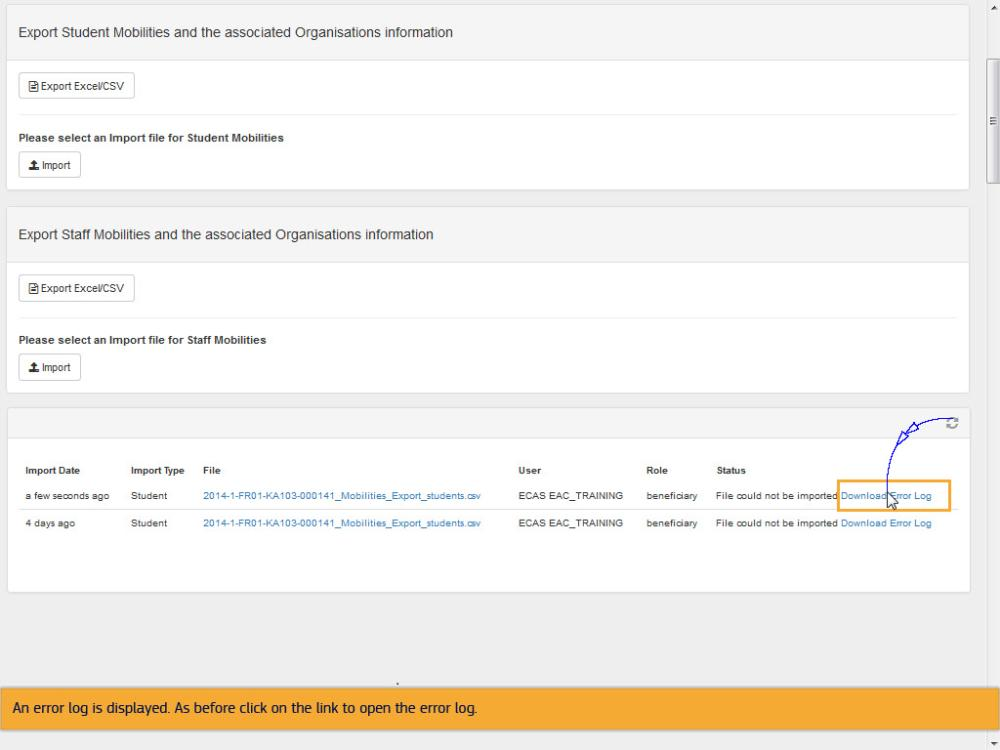 Export Student Mobilities and the associated Organisations information
Export Excel/CSV
Please select an Import file for Student Mobilities
Import
Export Staff Mobilities and the associated Organisations information
Export Excel/CSV
Please select an Import file for Staff Mobilities
Import
Import Date Import Type File User Role Status
a few seconds ago Student 2014-1-FR01-KA103-000141_Mobilities_Export_students.csv ECAS EAC_TRAINING beneficiary File could not be imported Download Error Log
4 days ago Student 2014-1-FR01-KA103-000141_Mobilities_Export_students.csv ECAS EAC_TRAINING beneficiary File could not be imported Download Error Log
An error log is displayed. As before click on the link to open the error log.